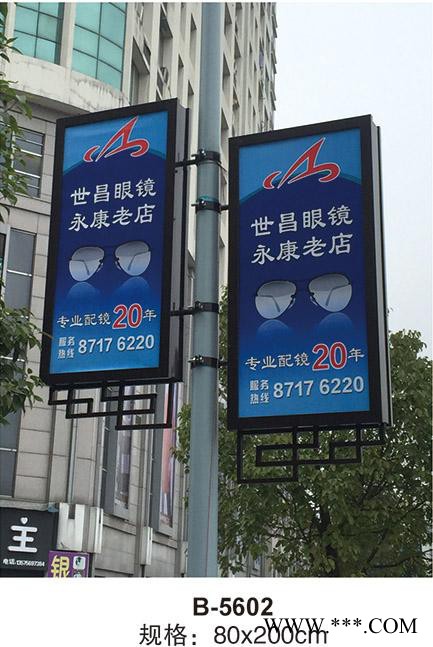 世昌眼镜
永康老店
专业配镜20年
服务
热线 8717 6220
世昌眼镜
永康老店
专业配镜20年
服务
热线 8717 6220
主
银
B-5602
规格：80x200cm
WWW.***.COM